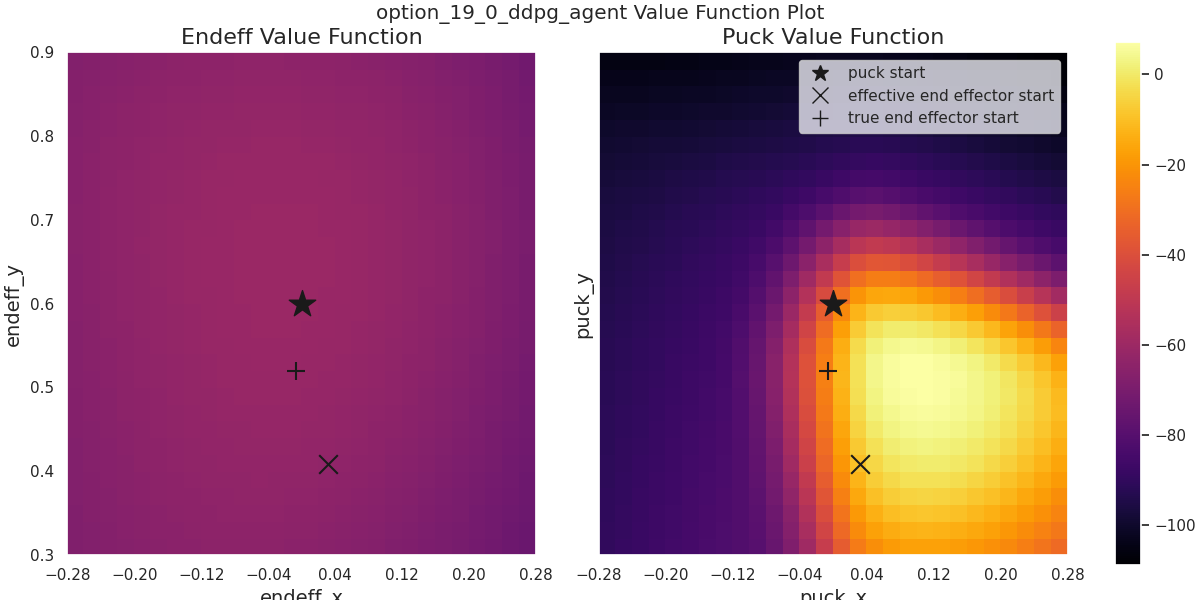 option_19_0_ddpg_agent Value Function Plot
Endeff Value Function
Puck Value Function
puck start
effective end effector start
true end effector start
endeff_y
0.9
0.8
0.7
0.6
0.5
0.4
0.3
−0.28 −0.20 −0.12 −0.04 0.04 0.12 0.20 0.28
endeff_x
puck_y
−0.28 −0.20 −0.12 −0.04 0.04 0.12 0.20 0.28
puck_x
0
−20
−40
−60
−80
−100